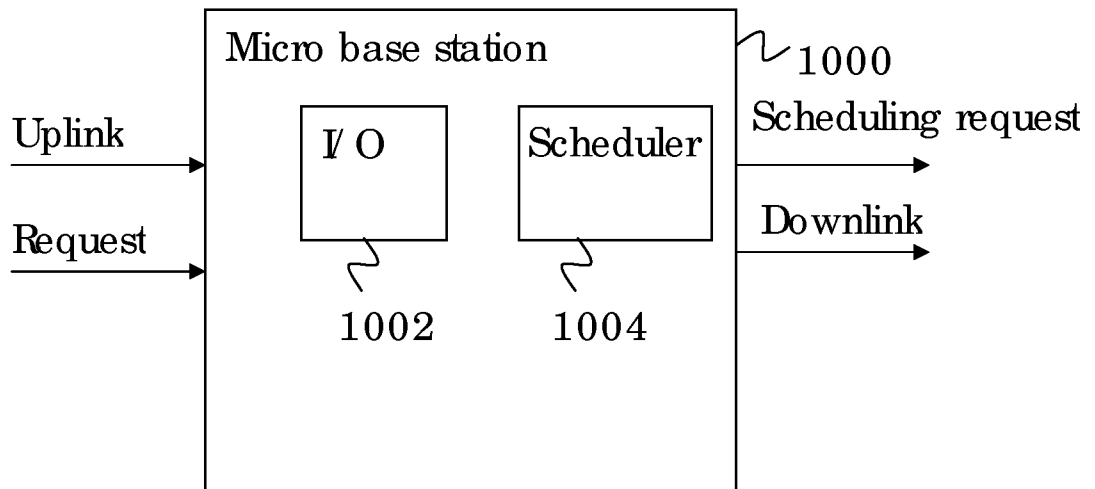 Micro base station
1000
Uplink
I/O
Scheduler
Scheduling request
Request
Downlink
1002
1004